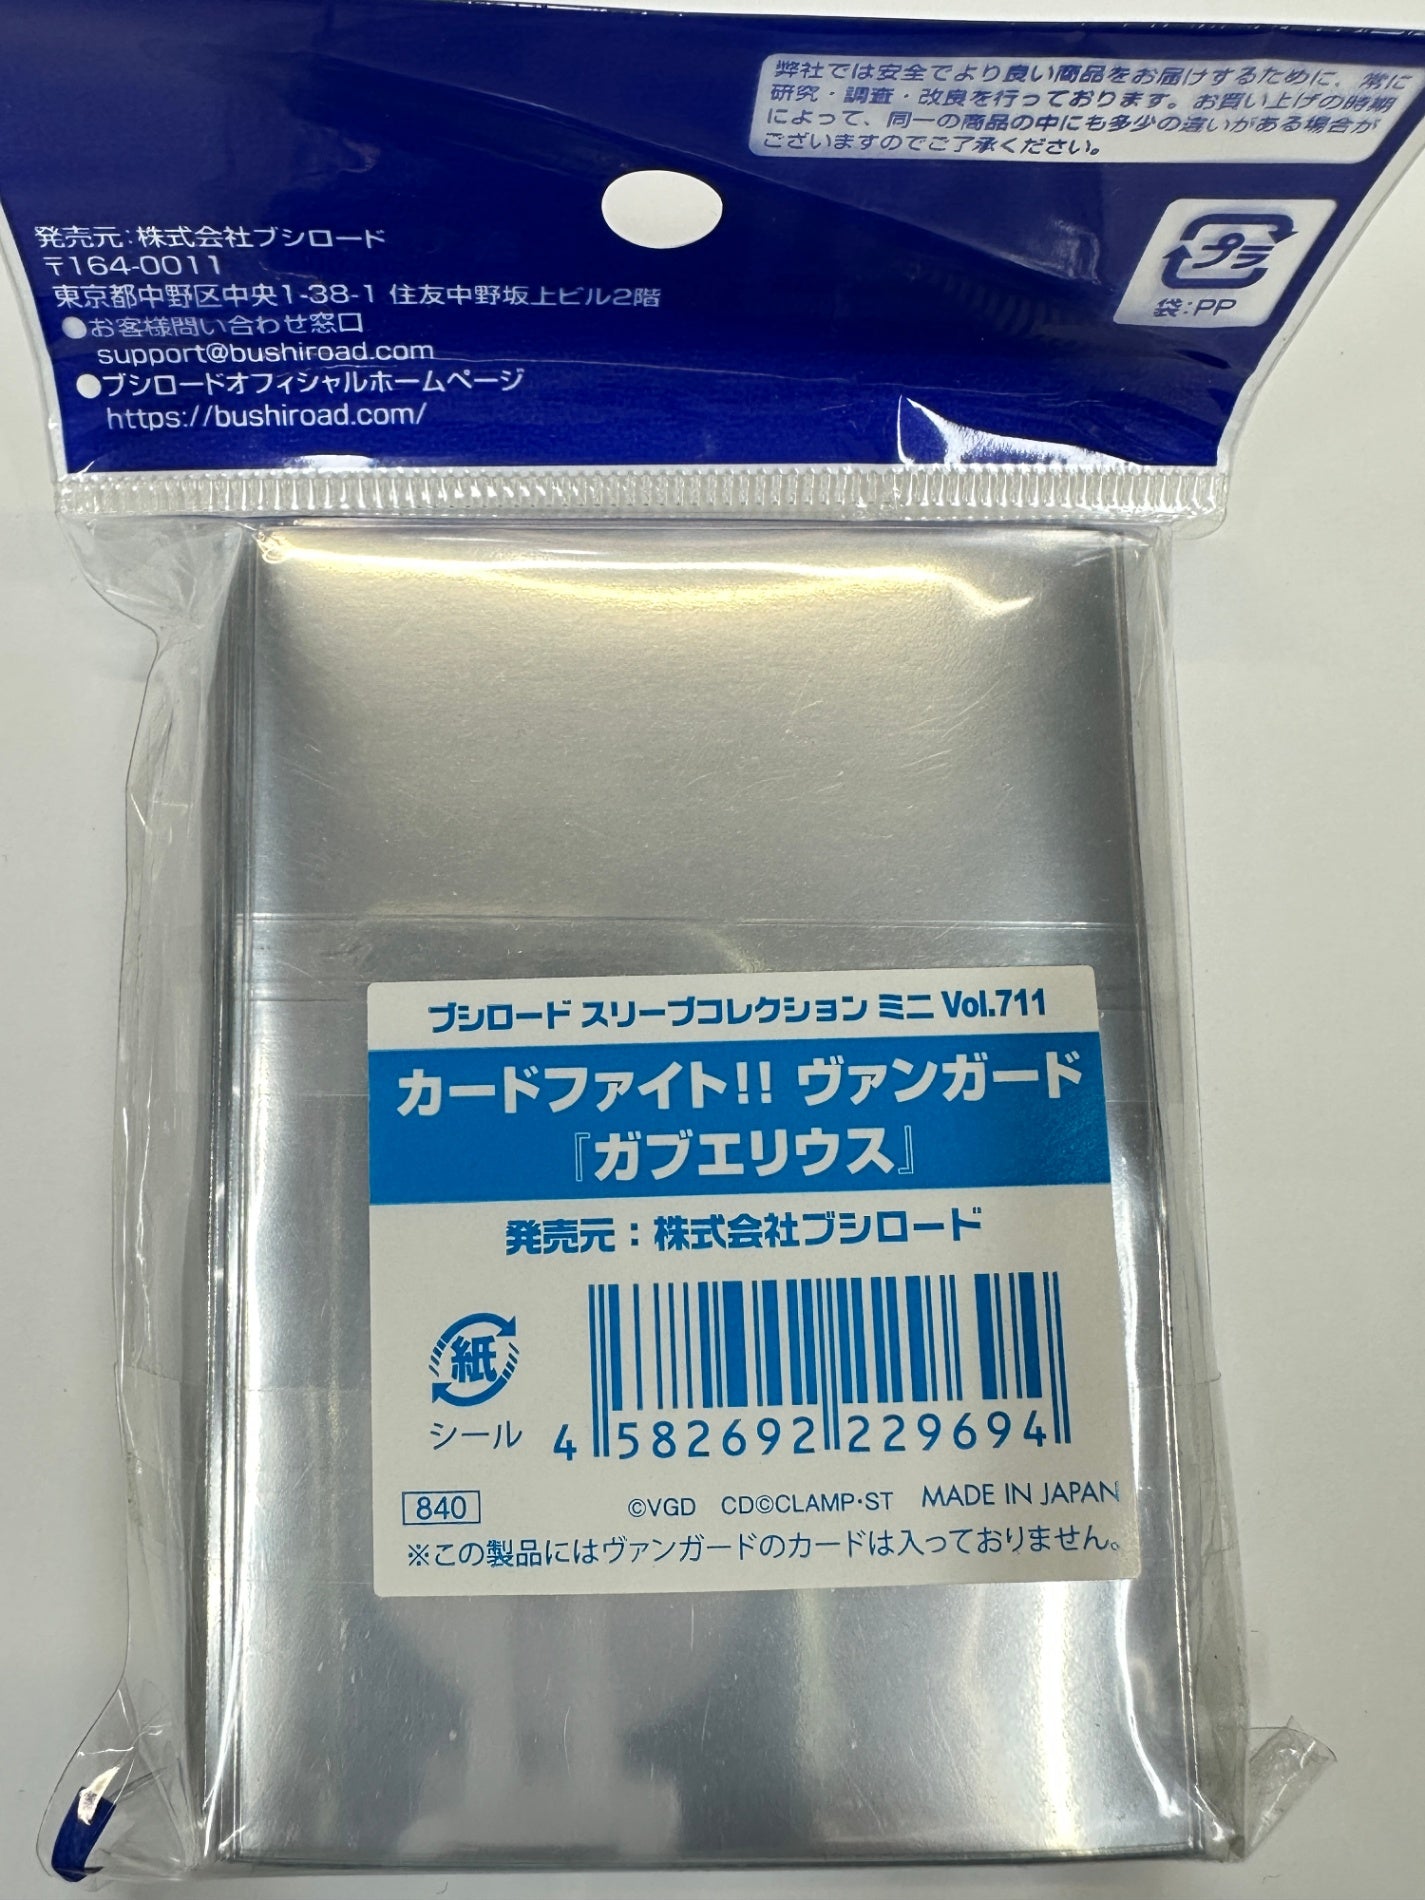 弊社では安全でより良い商品をお届けするために、常に
研究・調査・改良を行っております。お買い上げの時期
によって、同一の商品の中にも多少の違いがある場合が
ございますのでご了承ください。
プラ
袋:PP
発売元:株式会社ブシロード
〒164-0011
東京都中野区中央1-38-1 住友中野坂上ビル2階
●お客様問い合わせ窓口
support@bushiroad.com
●ブシロードオフィシャルホームページ
https://bushiroad.com/
ブシロード スリーブコレクション ミニ Vol.711
カードファイト!! ヴァンガード
『ガブエリウス』
発売元:株式会社ブシロード
紙
シール
4 582692 229694
840
©VGD CD©CLAMP・ST MADE IN JAPAN
※この製品にはヴァンガードのカードは入っておりません。